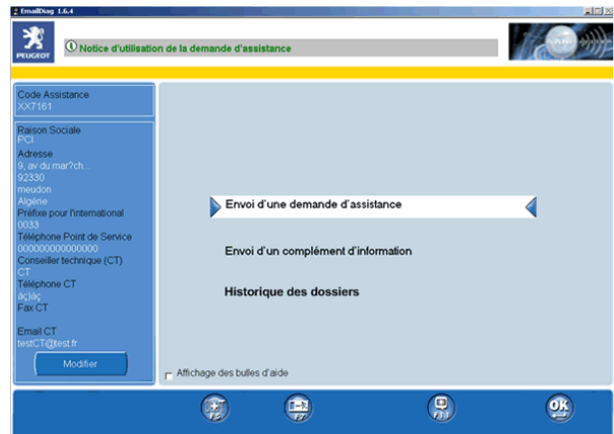 EmailDiag 1.6.4
PEUGEOT
Notice d'utilisation de la demande d'assistance
Code Assistance
XX7161
Raison Sociale
PCI
Adresse
9, av du mar?ch...
92330
meudon
Algérie
Préfixe pour l'international
0033
Téléphone Point de Service
000000000000000
Conseiller technique (CT)
CT
Téléphone CT
Fax CT
Email CT
testCT@test.fr
Modifier
Envoi d'une demande d'assistance
Envoi d'un complément d'information
Historique des dossiers
Affichage des bulles d'aide
OK